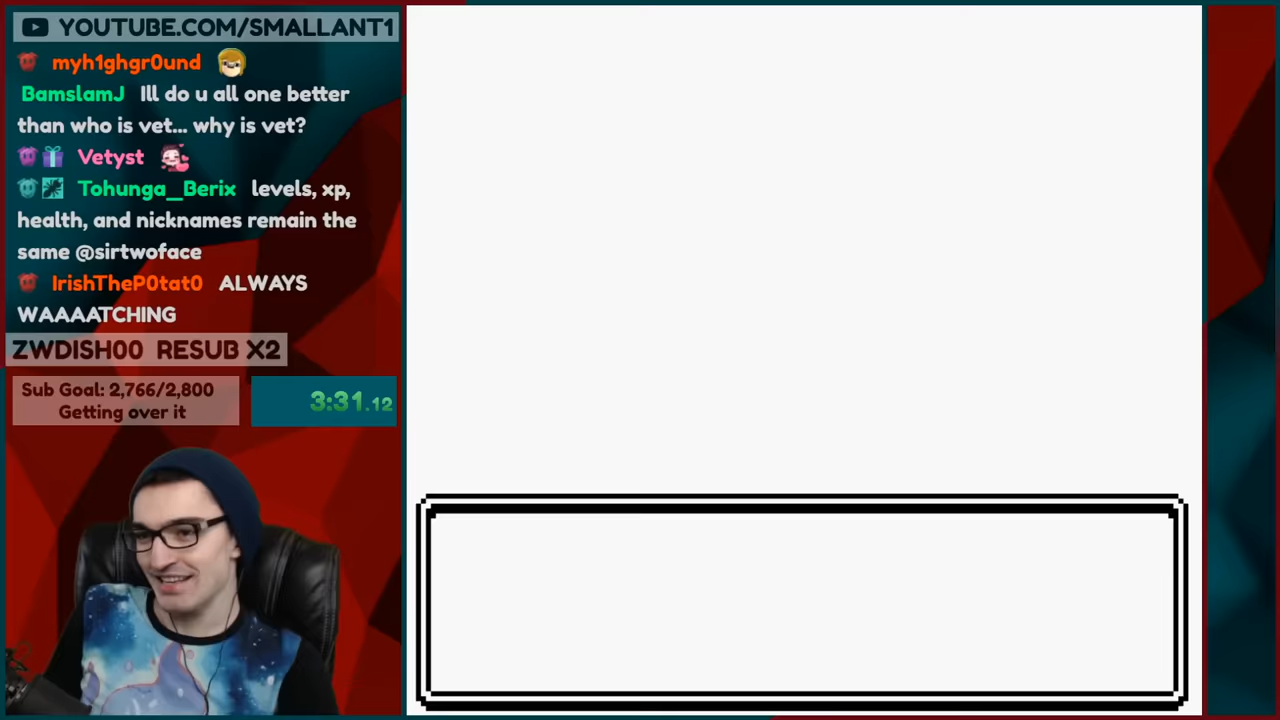 YOUTUBE.COM/SMALLANT1
myh1ghgr0und
BamslamJ Ill do u all one better
than who is vet... why is vet?
Vetyst
Tohunga_Berix levels, xp,
health, and nicknames remain the
same @sirtwoface
IrishTheP0tat0 ALWAYS
WAAAATCHING
ZWDISH00 RESUB X2
Sub Goal: 2,766/2,800
Getting over it
3:31.12